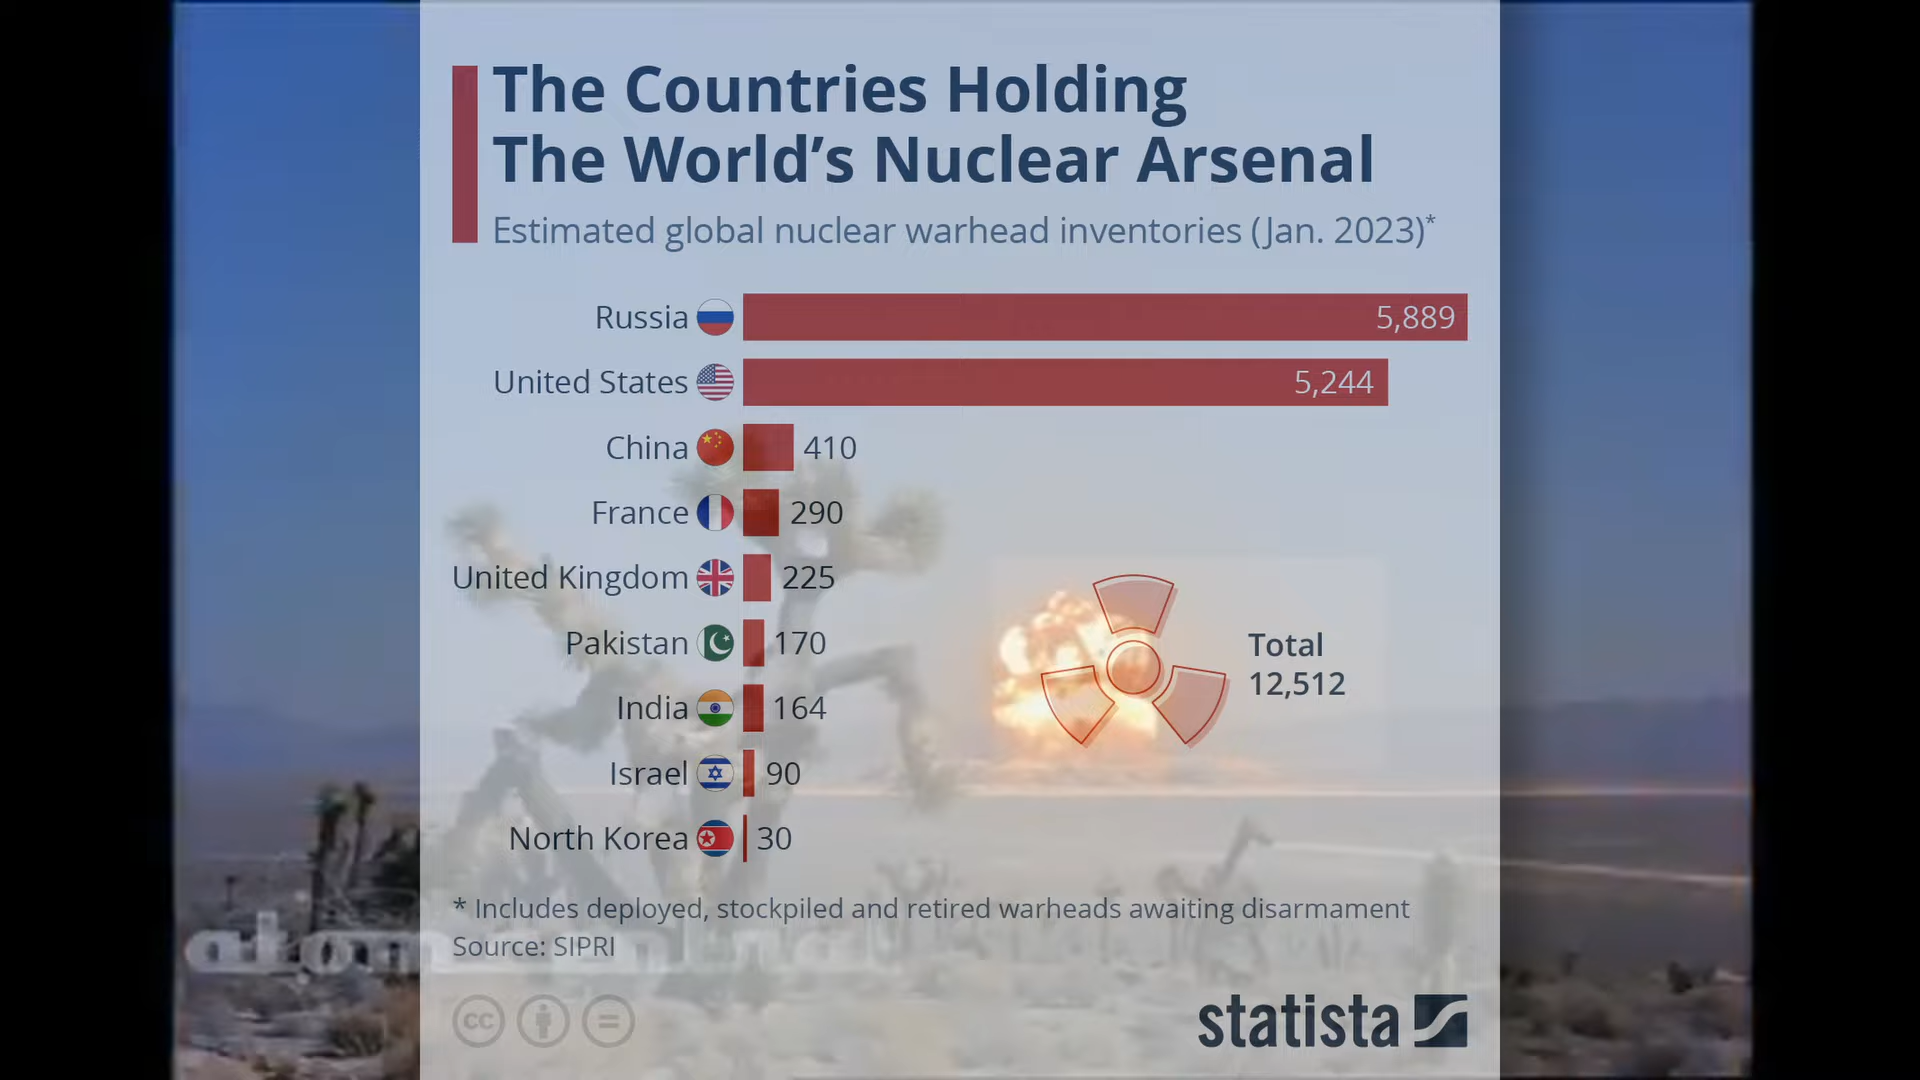 The Countries Holding
The World's Nuclear Arsenal
Estimated global nuclear warhead inventories (Jan. 2023)*
Russia 5,889
United States 5,244
China 410
France 290
United Kingdom 225
Pakistan 170
India 164
Israel 90
North Korea 30
Total
12,512
* Includes deployed, stockpiled and retired warheads awaiting disarmament
Source: SIPRI
cc
statista